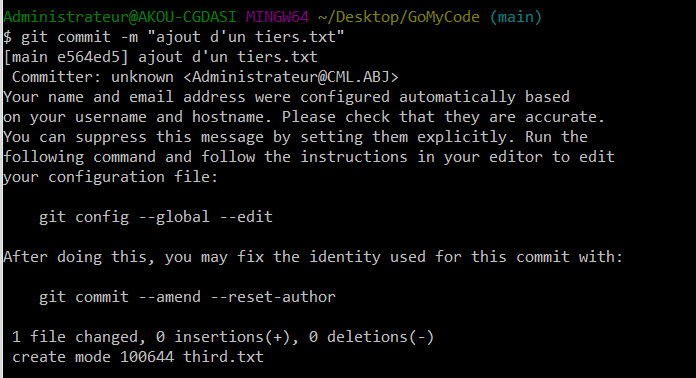 Administrateur@AKOU-CGDASI MINGW64 ~/Desktop/GoMyCode (main)
$ git commit -m "ajout d'un tiers.txt"
[main e564ed5] ajout d'un tiers.txt
 Committer: unknown <Administrateur@CML.ABJ>
Your name and email address were configured automatically based
on your username and hostname. Please check that they are accurate.
You can suppress this message by setting them explicitly. Run the
following command and follow the instructions in your editor to edit
your configuration file:

    git config --global --edit

After doing this, you may fix the identity used for this commit with:

    git commit --amend --reset-author

 1 file changed, 0 insertions(+), 0 deletions(-)
 create mode 100644 third.txt